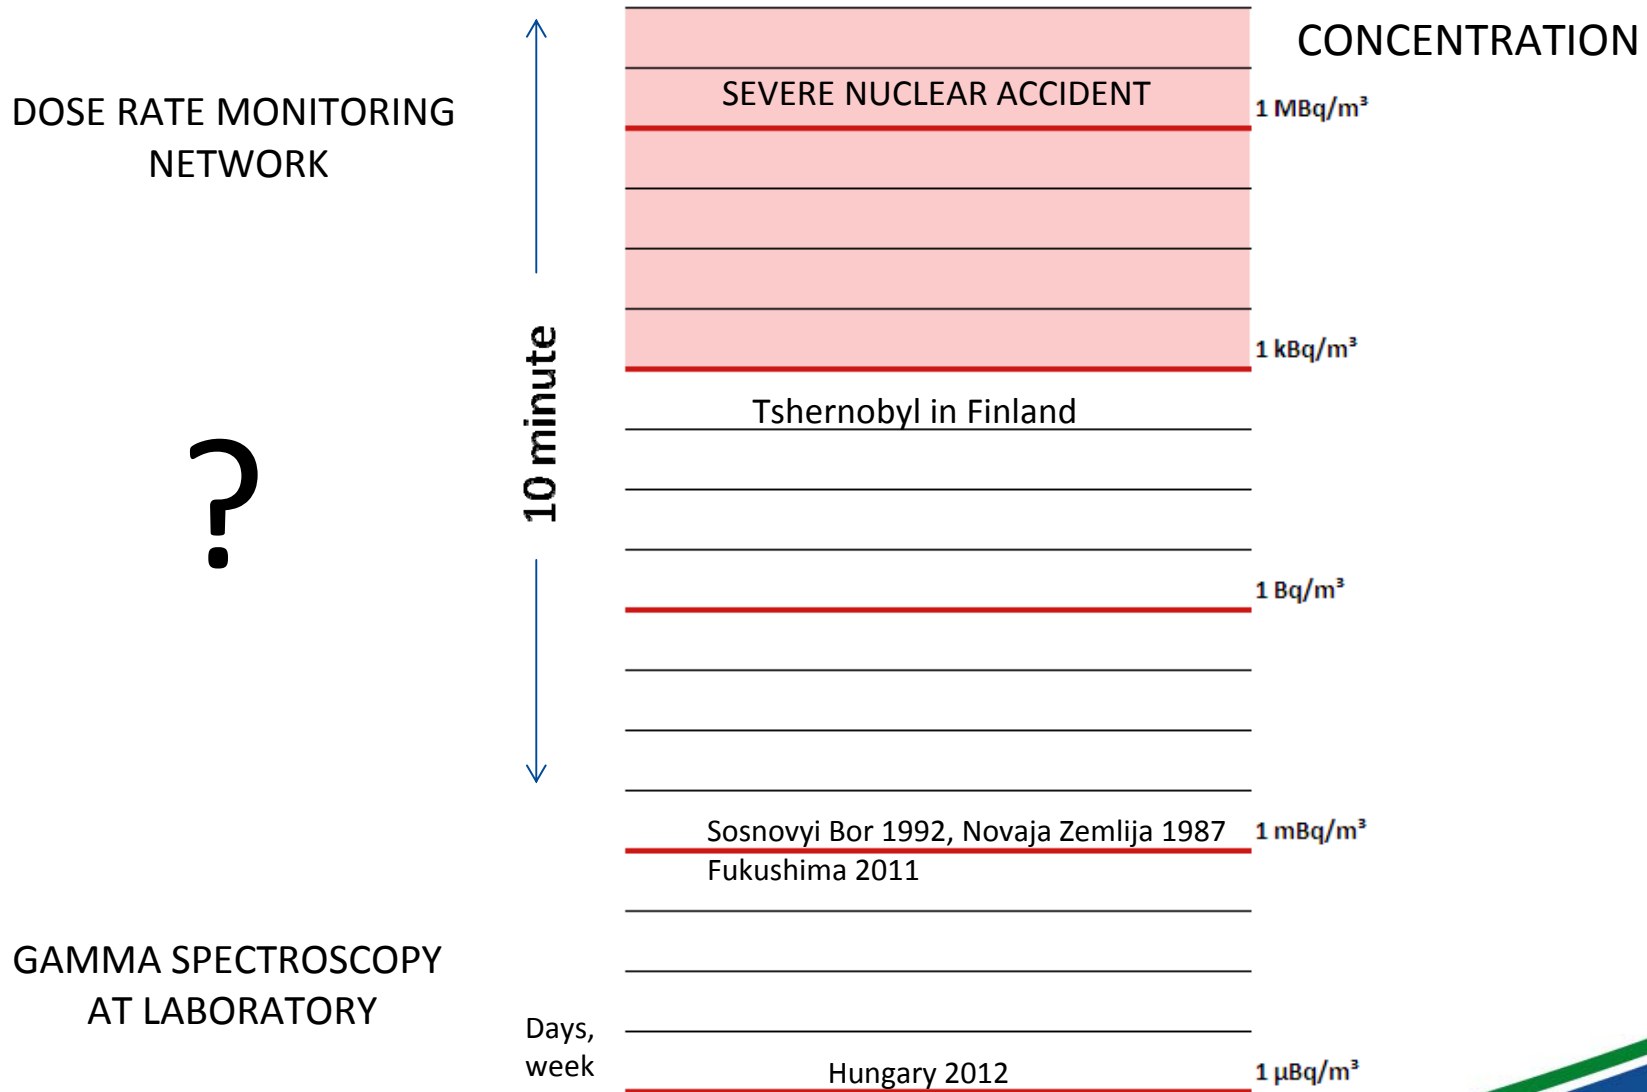 CONCENTRATION
DOSE RATE MONITORING
NETWORK
SEVERE NUCLEAR ACCIDENT
1 MBq/m³
10 minute
1 kBq/m³
Tshernobyl in Finland
?
1 Bq/m³
Sosnovyi Bor 1992, Novaja Zemlija 1987
1 mBq/m³
Fukushima 2011
GAMMA SPECTROSCOPY
AT LABORATORY
Days,
week
Hungary 2012
1 µBq/m³